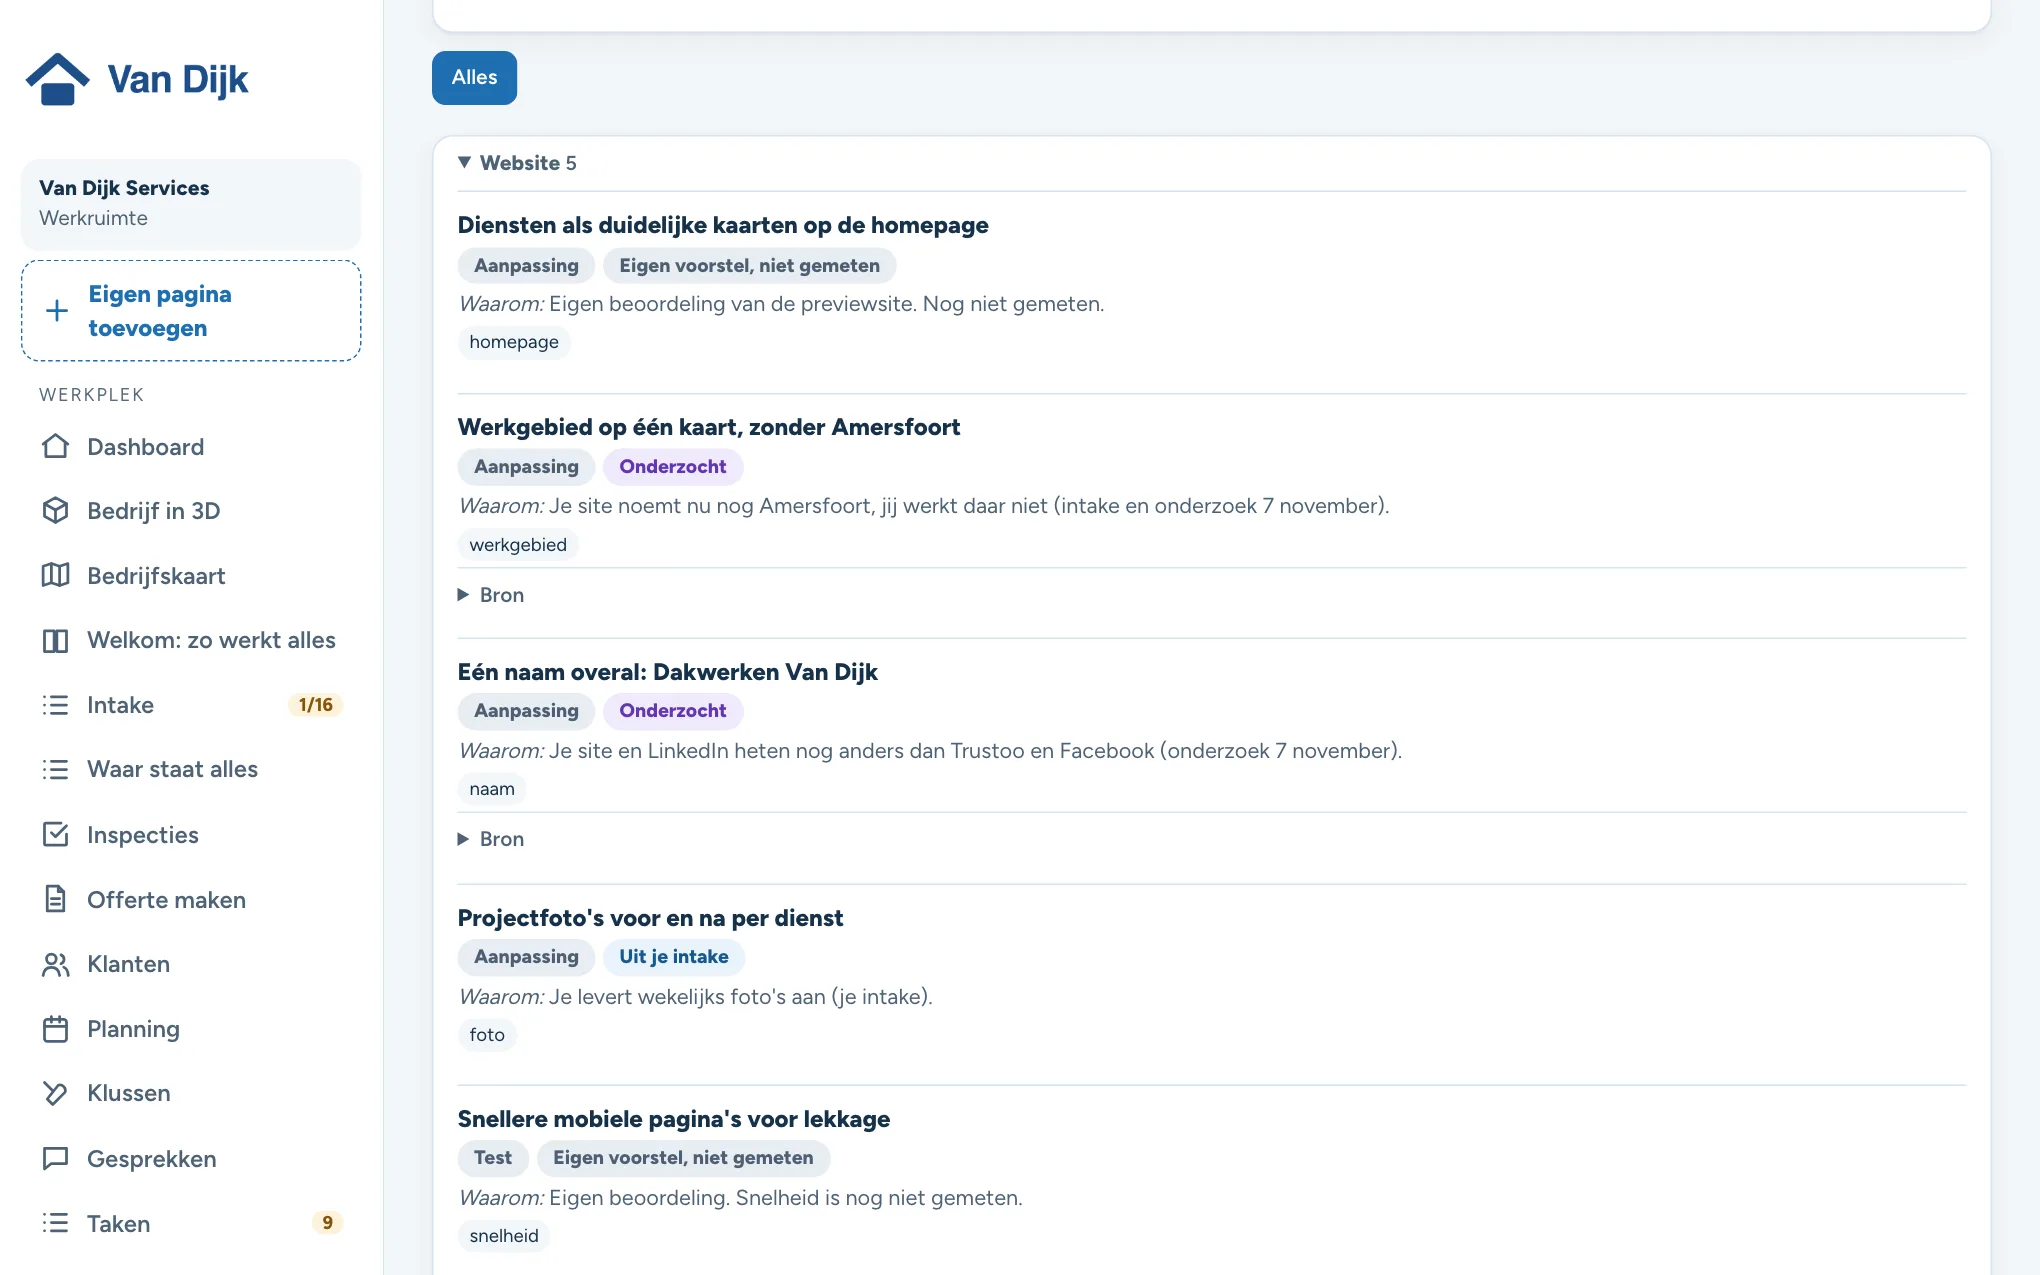 Van Dijk
Van Dijk Services
Werkruimte
Eigen pagina
toevoegen
WERKPLEK
Dashboard
Bedrijf in 3D
Bedrijfskaart
Welkom: zo werkt alles
Intake 1/16
Waar staat alles
Inspecties
Offerte maken
Klanten
Planning
Klussen
Gesprekken
Taken 9
Alles
Website 5
Diensten als duidelijke kaarten op de homepage
Aanpassing Eigen voorstel, niet gemeten
Waarom: Eigen beoordeling van de previewsite. Nog niet gemeten.
homepage
Werkgebied op één kaart, zonder Amersfoort
Aanpassing Onderzocht
Waarom: Je site noemt nu nog Amersfoort, jij werkt daar niet (intake en onderzoek 7 november).
werkgebied
Bron
Eén naam overal: Dakwerken Van Dijk
Aanpassing Onderzocht
Waarom: Je site en LinkedIn heten nog anders dan Trustoo en Facebook (onderzoek 7 november).
naam
Bron
Projectfoto's voor en na per dienst
Aanpassing Uit je intake
Waarom: Je levert wekelijks foto's aan (je intake).
foto
Snellere mobiele pagina's voor lekkage
Test Eigen voorstel, niet gemeten
Waarom: Eigen beoordeling. Snelheid is nog niet gemeten.
snelheid